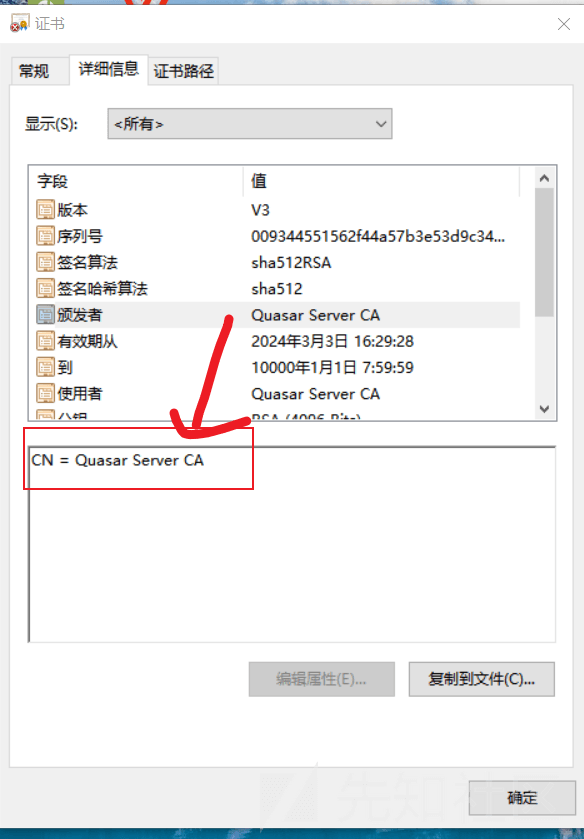 证书
常规 详细信息 证书路径
显示(S): <所有>
字段 值
版本 V3
序列号 009344551562f44a57b3e53d9c34...
签名算法 sha512RSA
签名哈希算法 sha512
颁发者 Quasar Server CA
有效期从 2024年3月3日 16:29:28
到 10000年1月1日 7:59:59
使用者 Quasar Server CA
公钥 RSA (4096 Bits)
CN = Quasar Server CA
编辑属性(E)... 复制到文件(C)...
先知社
确定